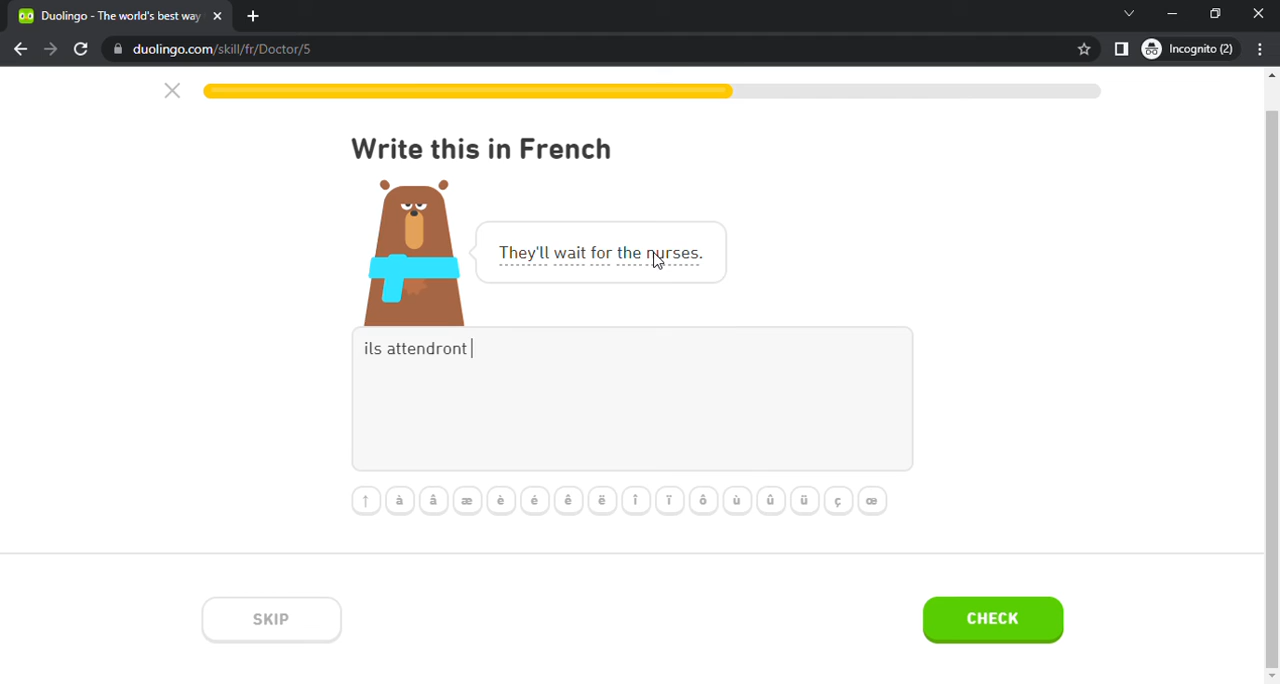 Duolingo - The world's best way
duolingo.com/skill/fr/Doctor/5
Incognito (2)
Write this in French
They'll wait for the nurses.
ils attendront
↑ à â æ è é ê ë î ï ô ù û ü ç œ
SKIP
CHECK